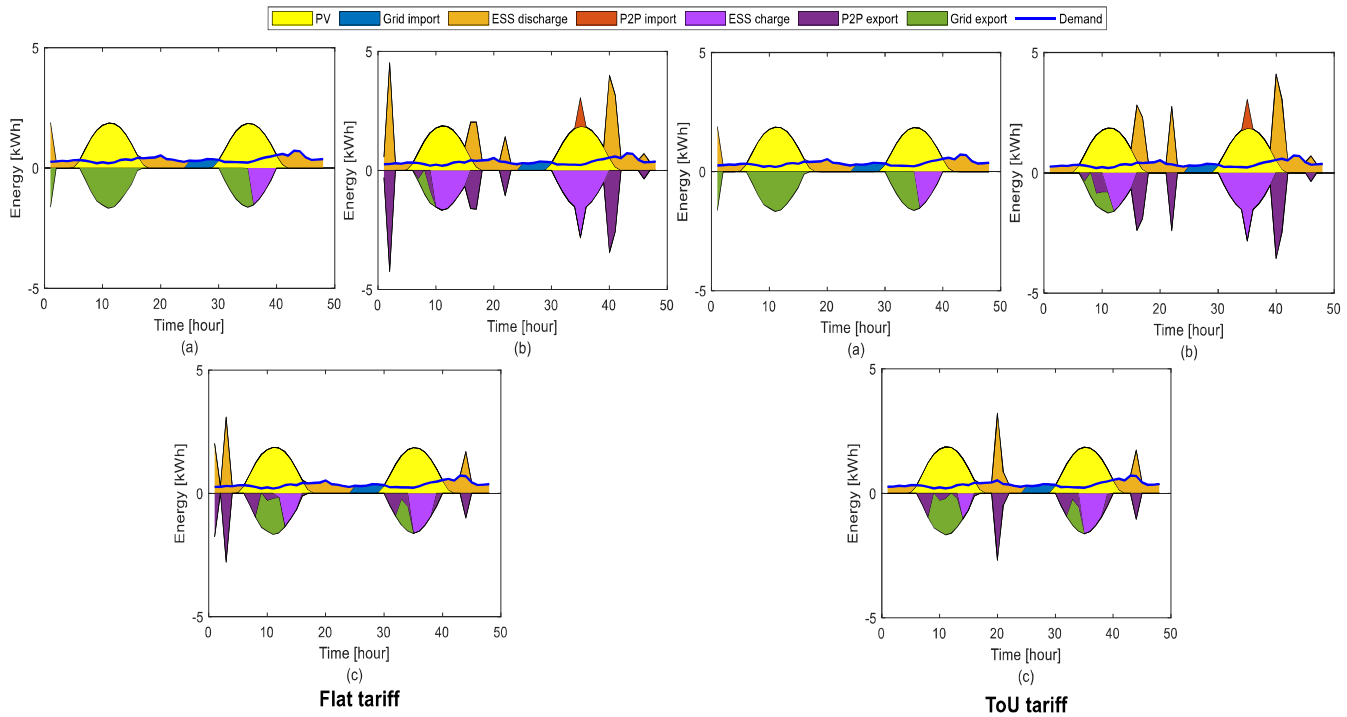 PV Grid import ESS discharge P2P import ESS charge P2P export Grid export Demand
5
0
-5
Energy [kWh]
0 10 20 30 40 50
Time [hour]
(a)
5
0
-5
Energy [kWh]
0 10 20 30 40 50
Time [hour]
(b)
5
0
-5
Energy [kWh]
0 10 20 30 40 50
Time [hour]
(a)
5
0
-5
Energy [kWh]
0 10 20 30 40 50
Time [hour]
(b)
5
0
-5
Energy [kWh]
0 10 20 30 40 50
Time [hour]
(c)
Flat tariff
5
0
-5
Energy [kWh]
0 10 20 30 40 50
Time [hour]
(c)
ToU tariff